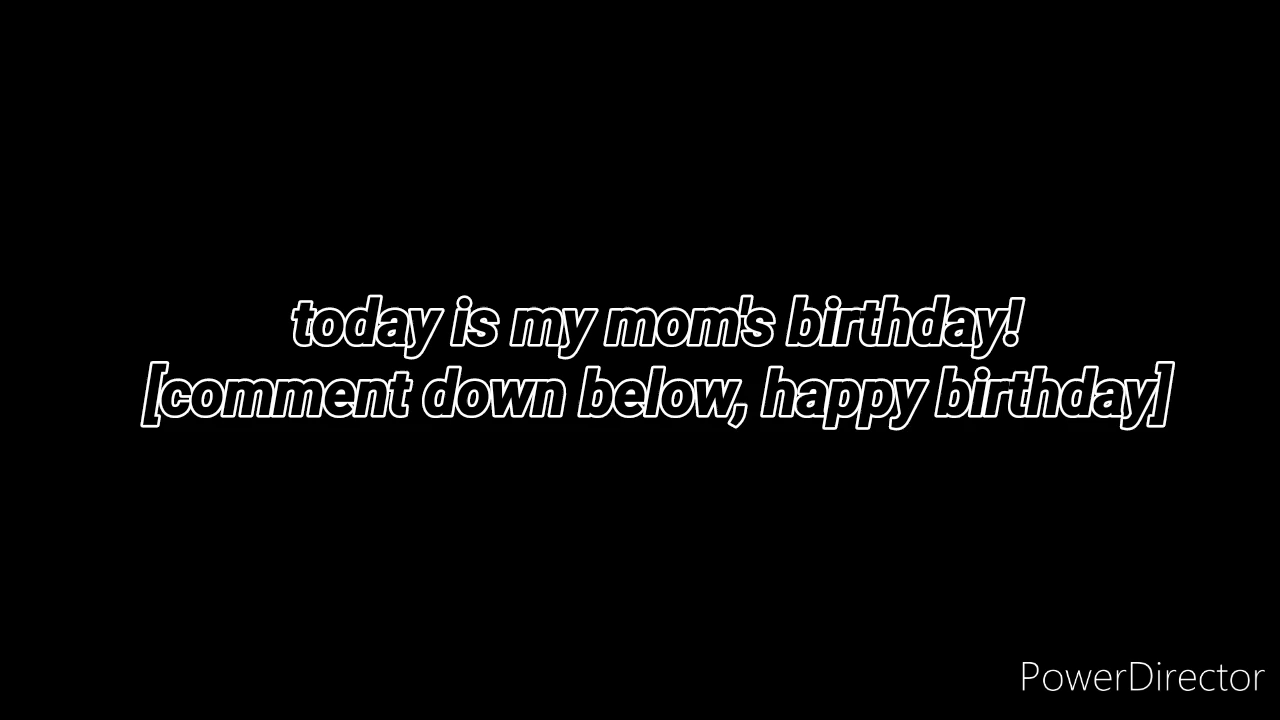 today is my mom's birthday!
[comment down below, happy birthday]
PowerDirector